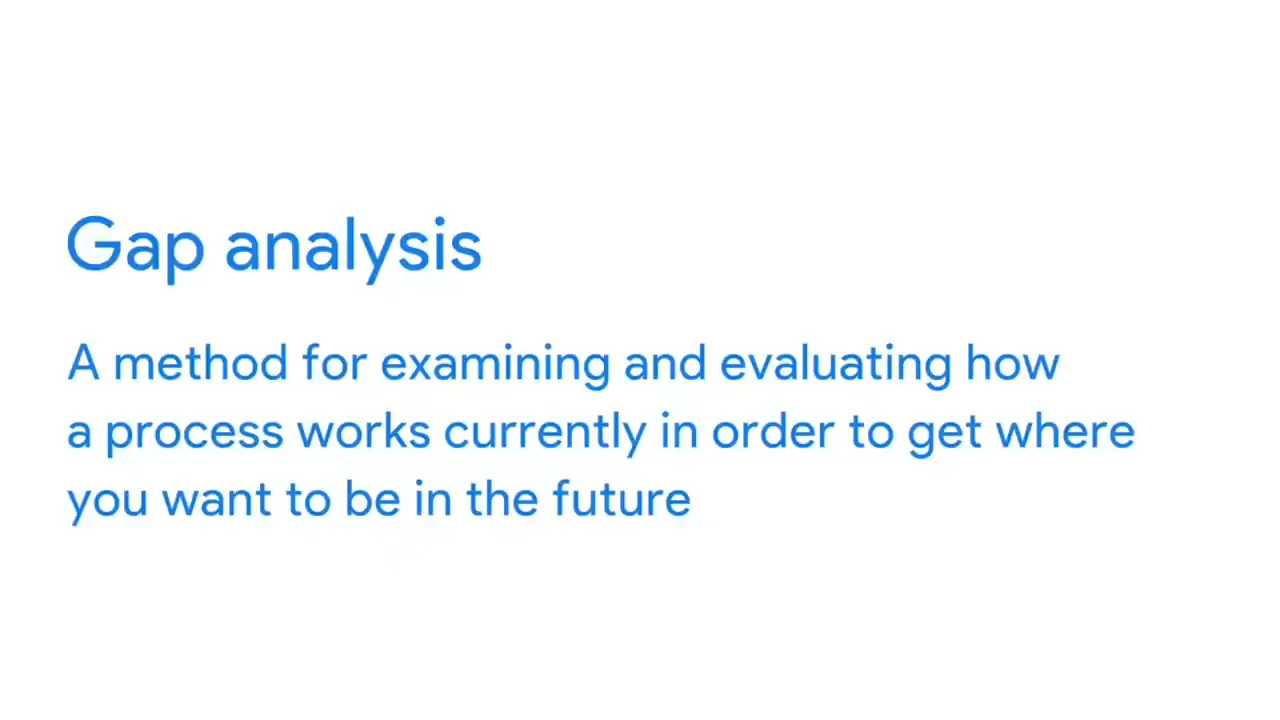 Gap analysis
A method for examining and evaluating how
a process works currently in order to get where
you want to be in the future